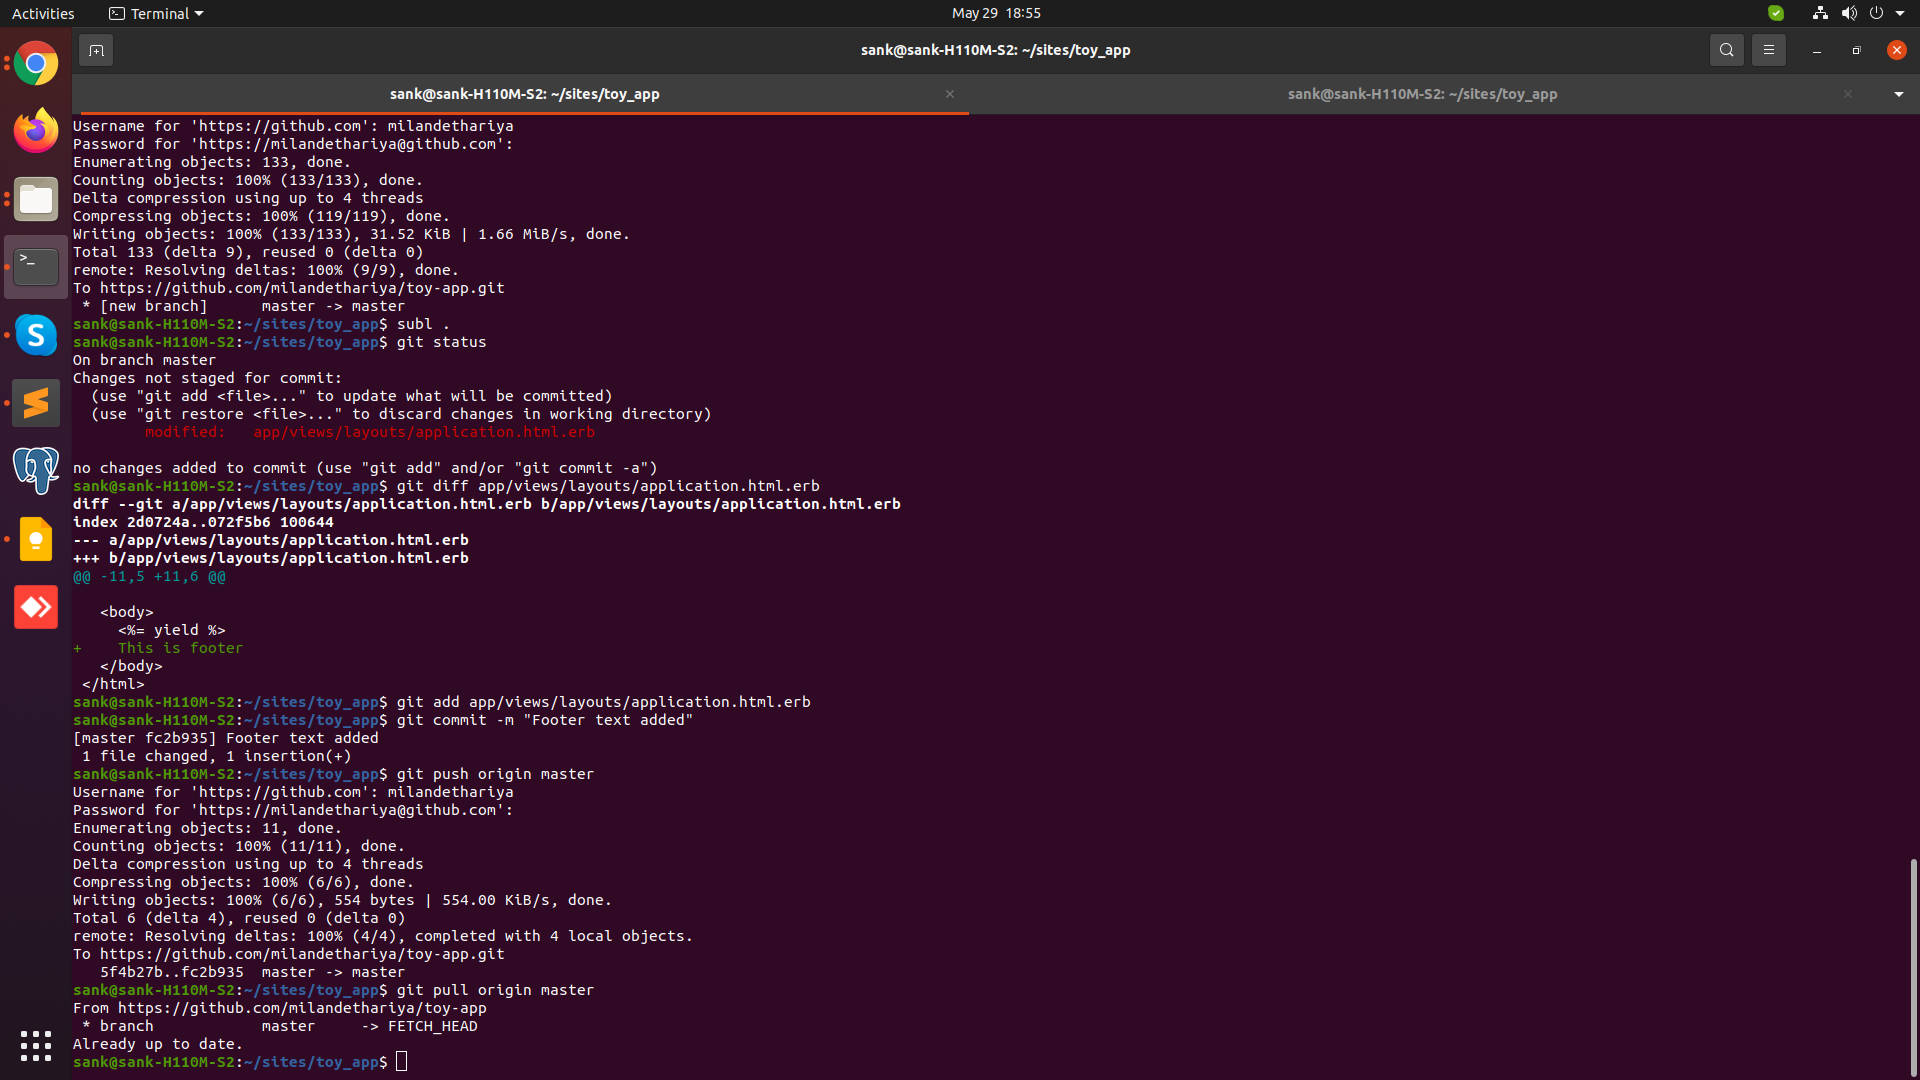 Activities
Terminal
May 29 18:55
sank@sank-H110M-S2: ~/sites/toy_app
sank@sank-H110M-S2: ~/sites/toy_app
sank@sank-H110M-S2: ~/sites/toy_app
Username for 'https://github.com': milandethariya
Password for 'https://milandethariya@github.com':
Enumerating objects: 133, done.
Counting objects: 100% (133/133), done.
Delta compression using up to 4 threads
Compressing objects: 100% (119/119), done.
Writing objects: 100% (133/133), 31.52 KiB | 1.66 MiB/s, done.
Total 133 (delta 9), reused 0 (delta 0)
remote: Resolving deltas: 100% (9/9), done.
To https://github.com/milandethariya/toy-app.git
 * [new branch]      master -> master
sank@sank-H110M-S2:~/sites/toy_app$ subl .
sank@sank-H110M-S2:~/sites/toy_app$ git status
On branch master
Changes not staged for commit:
  (use "git add <file>..." to update what will be committed)
  (use "git restore <file>..." to discard changes in working directory)
        modified:   app/views/layouts/application.html.erb
no changes added to commit (use "git add" and/or "git commit -a")
sank@sank-H110M-S2:~/sites/toy_app$ git diff app/views/layouts/application.html.erb
diff --git a/app/views/layouts/application.html.erb b/app/views/layouts/application.html.erb
index 2d0724a..072f5b6 100644
--- a/app/views/layouts/application.html.erb
+++ b/app/views/layouts/application.html.erb
@@ -11,5 +11,6 @@
   <body>
     <%= yield %>
+    This is footer
   </body>
 </html>
sank@sank-H110M-S2:~/sites/toy_app$ git add app/views/layouts/application.html.erb
sank@sank-H110M-S2:~/sites/toy_app$ git commit -m "Footer text added"
[master fc2b935] Footer text added
 1 file changed, 1 insertion(+)
sank@sank-H110M-S2:~/sites/toy_app$ git push origin master
Username for 'https://github.com': milandethariya
Password for 'https://milandethariya@github.com':
Enumerating objects: 11, done.
Counting objects: 100% (11/11), done.
Delta compression using up to 4 threads
Compressing objects: 100% (6/6), done.
Writing objects: 100% (6/6), 554 bytes | 554.00 KiB/s, done.
Total 6 (delta 4), reused 0 (delta 0)
remote: Resolving deltas: 100% (4/4), completed with 4 local objects.
To https://github.com/milandethariya/toy-app.git
   5f4b27b..fc2b935  master -> master
sank@sank-H110M-S2:~/sites/toy_app$ git pull origin master
From https://github.com/milandethariya/toy-app
 * branch            master     -> FETCH_HEAD
Already up to date.
sank@sank-H110M-S2:~/sites/toy_app$